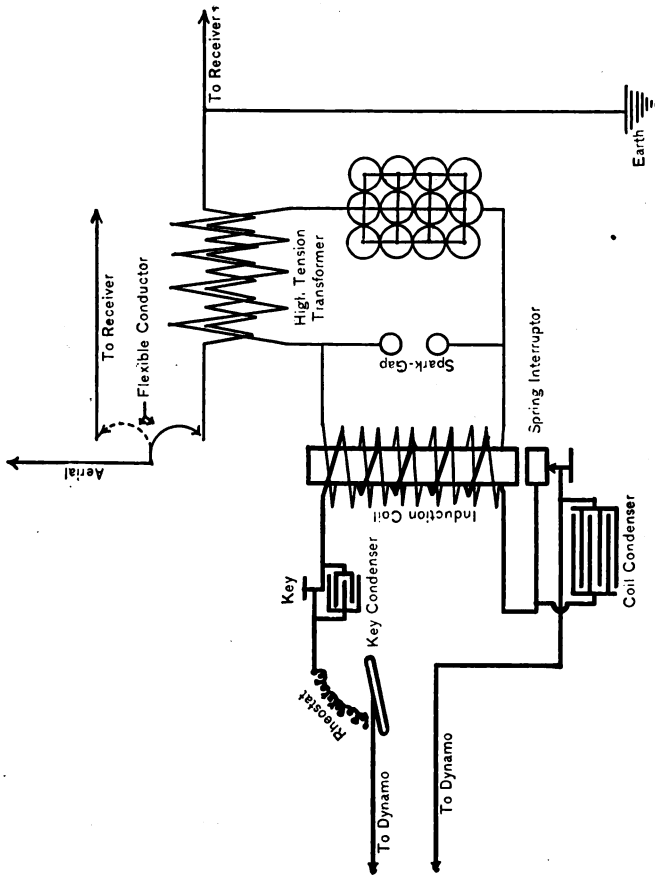 To Receiver,
To Receiver
Flexible Conductor
Aerial
High Tension
Transformer
Earth
Spark-Gap
Spring Interruptor
Induction Coil
Key
Key Condenser
Coil Condenser
Rheostat
To Dynamo
To Dynamo